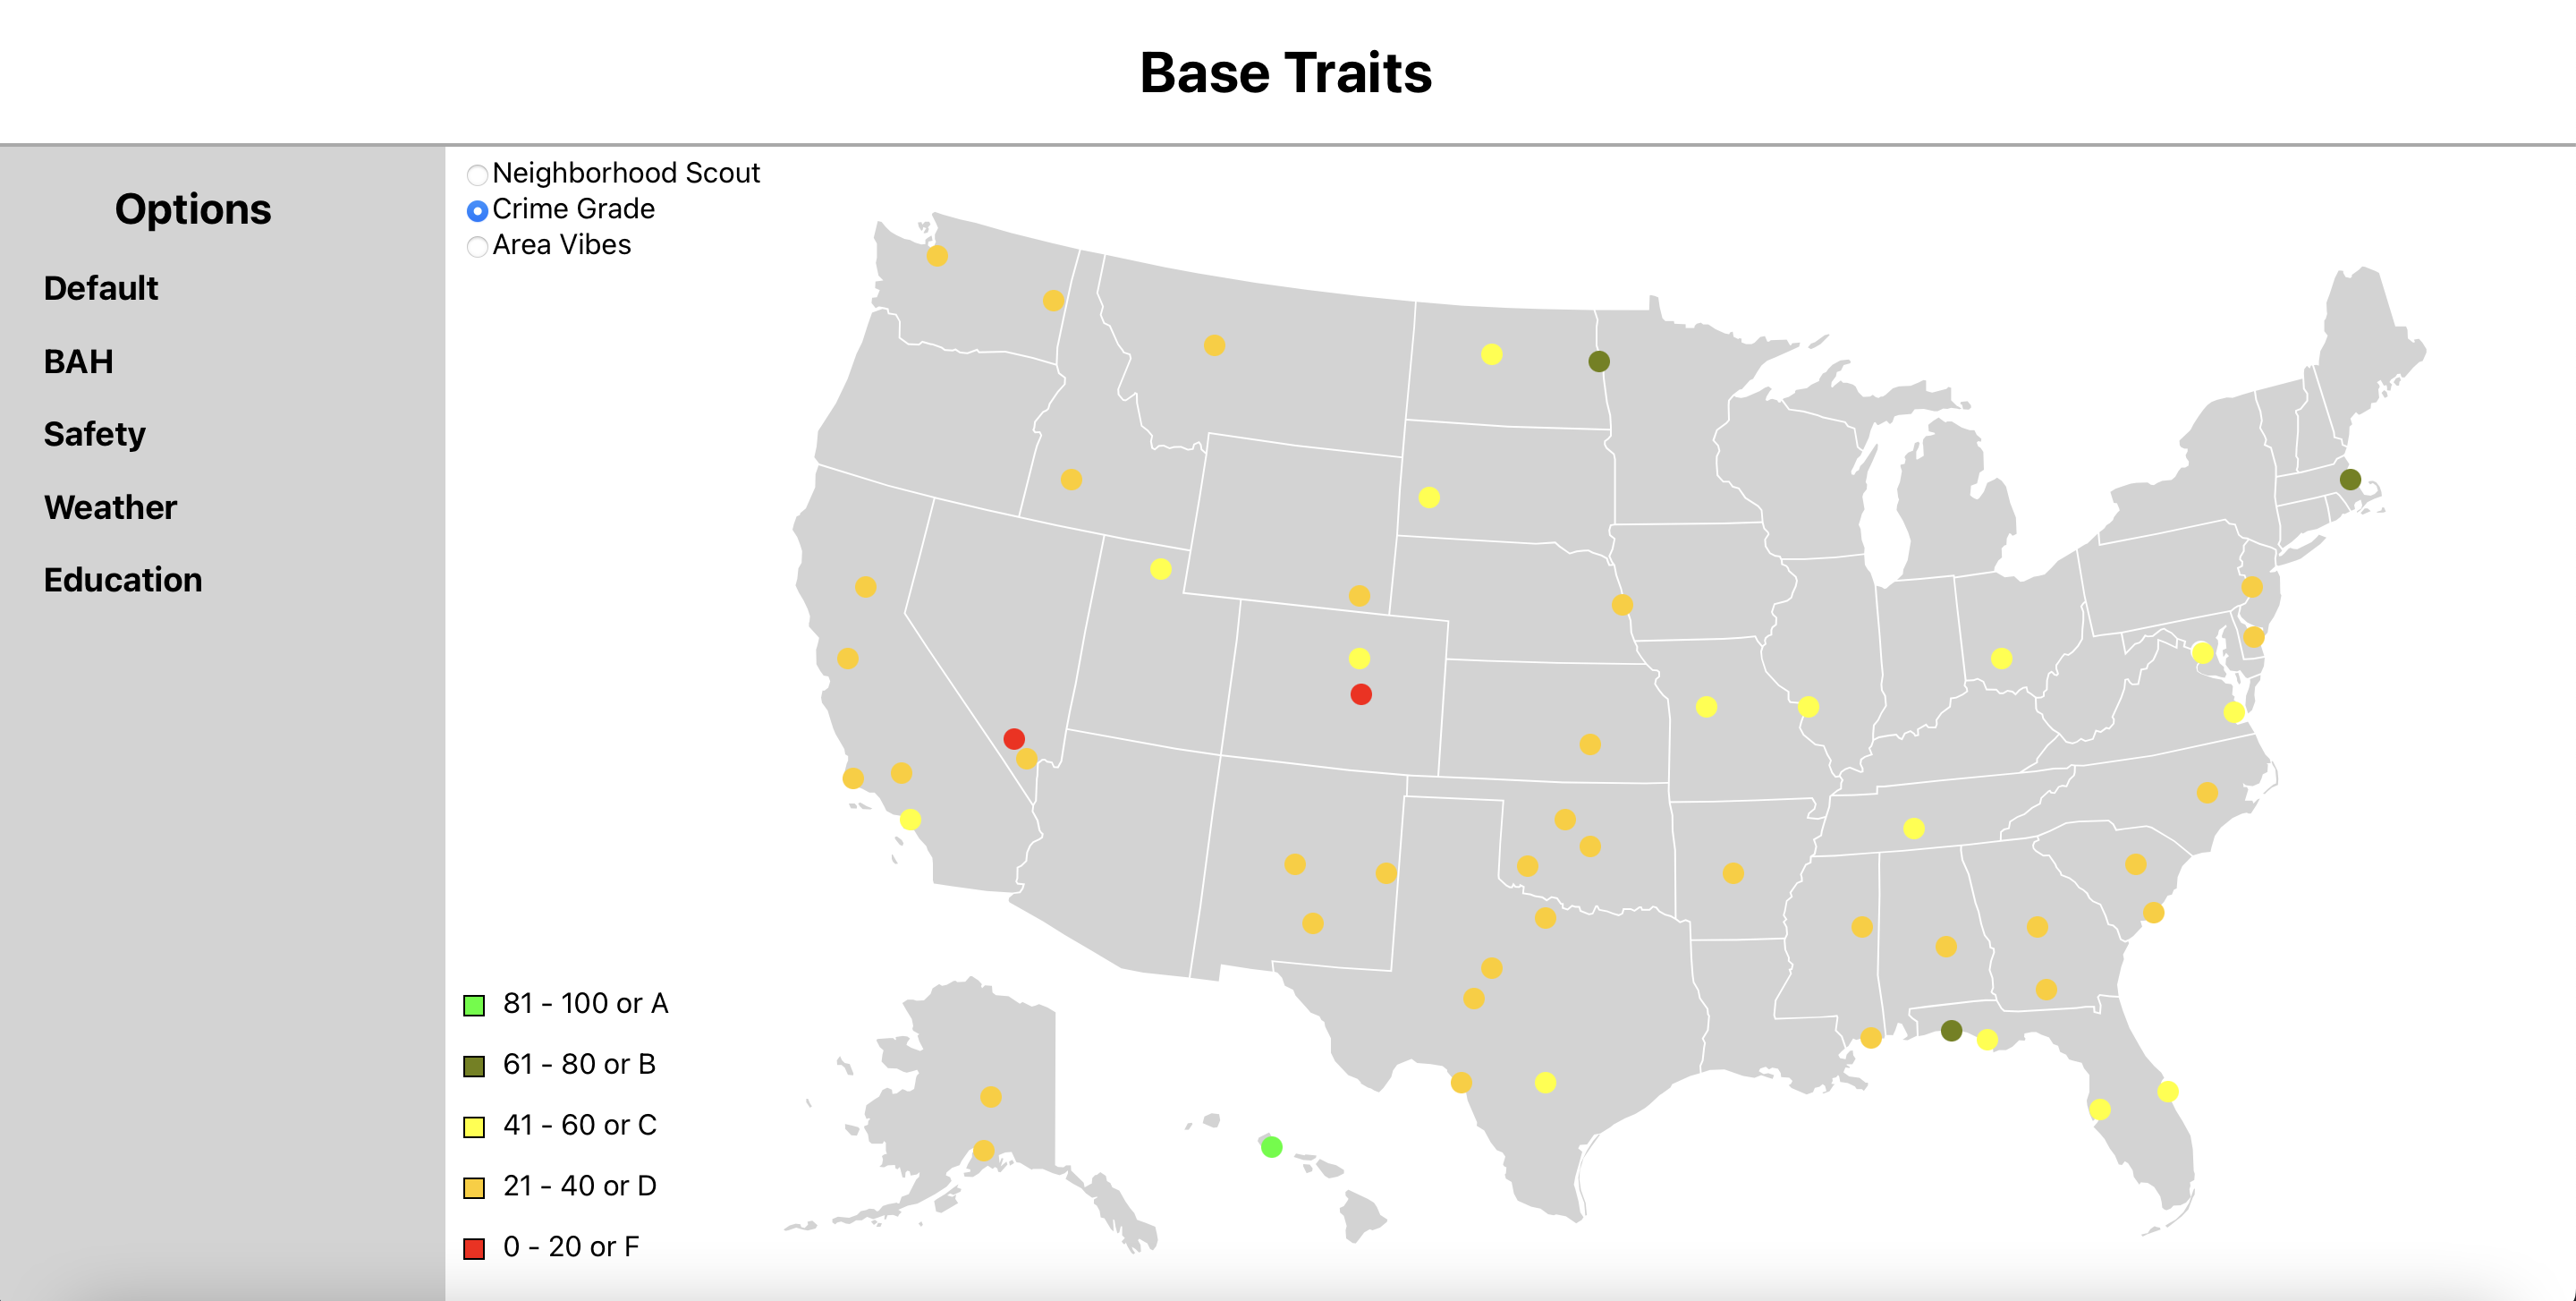 Base Traits
Options
Default
BAH
Safety
Weather
Education
Neighborhood Scout
Crime Grade
Area Vibes
81 - 100 or A
61 - 80 or B
41 - 60 or C
21 - 40 or D
0 - 20 or F